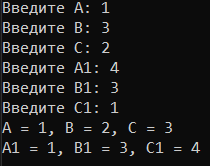 Введите A: 1
Введите B: 3
Введите C: 2
Введите A1: 4
Введите B1: 3
Введите C1: 1
A = 1, B = 2, C = 3
A1 = 1, B1 = 3, C1 = 4